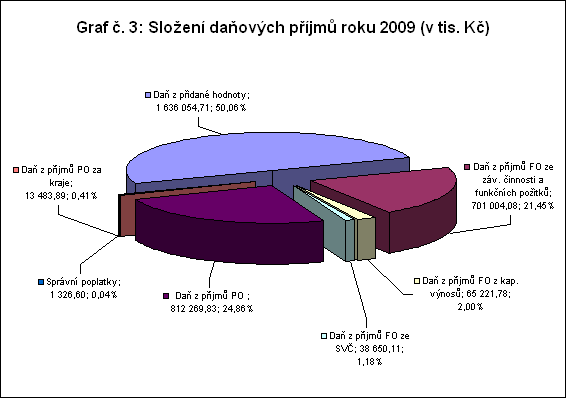 Graf č. 3: Složení daňových příjmů roku 2009 (v tis. Kč)
Daň z přidané hodnoty;
1 636 054,71; 50,06%
Daň z příjmů PO za
kraje;
13 483,89; 0,41%
Daň z příjmů FO ze
záv. činnosti a
funkčních požitků;
701 004,08; 21,45%
Správní poplatky;
1 326,60; 0,04%
Daň z příjmů PO ;
812 269,83; 24,86%
Daň z příjmů FO z kap.
výnosů; 65 221,78;
2,00%
Daň z příjmů FO ze
SVČ; 38 650,11;
1,18%